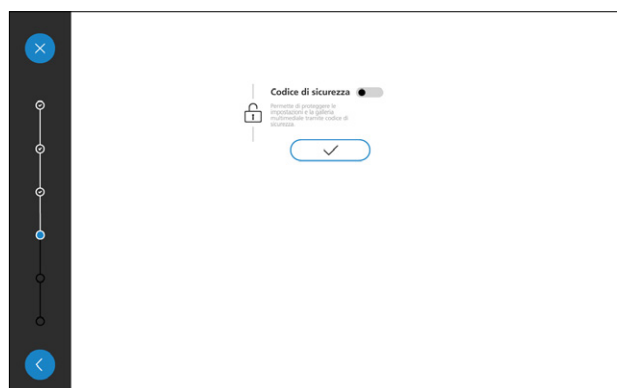 Codice di sicurezza
Permette di proteggere le
impostazioni e la galleria
multimediale tramite codice di
sicurezza